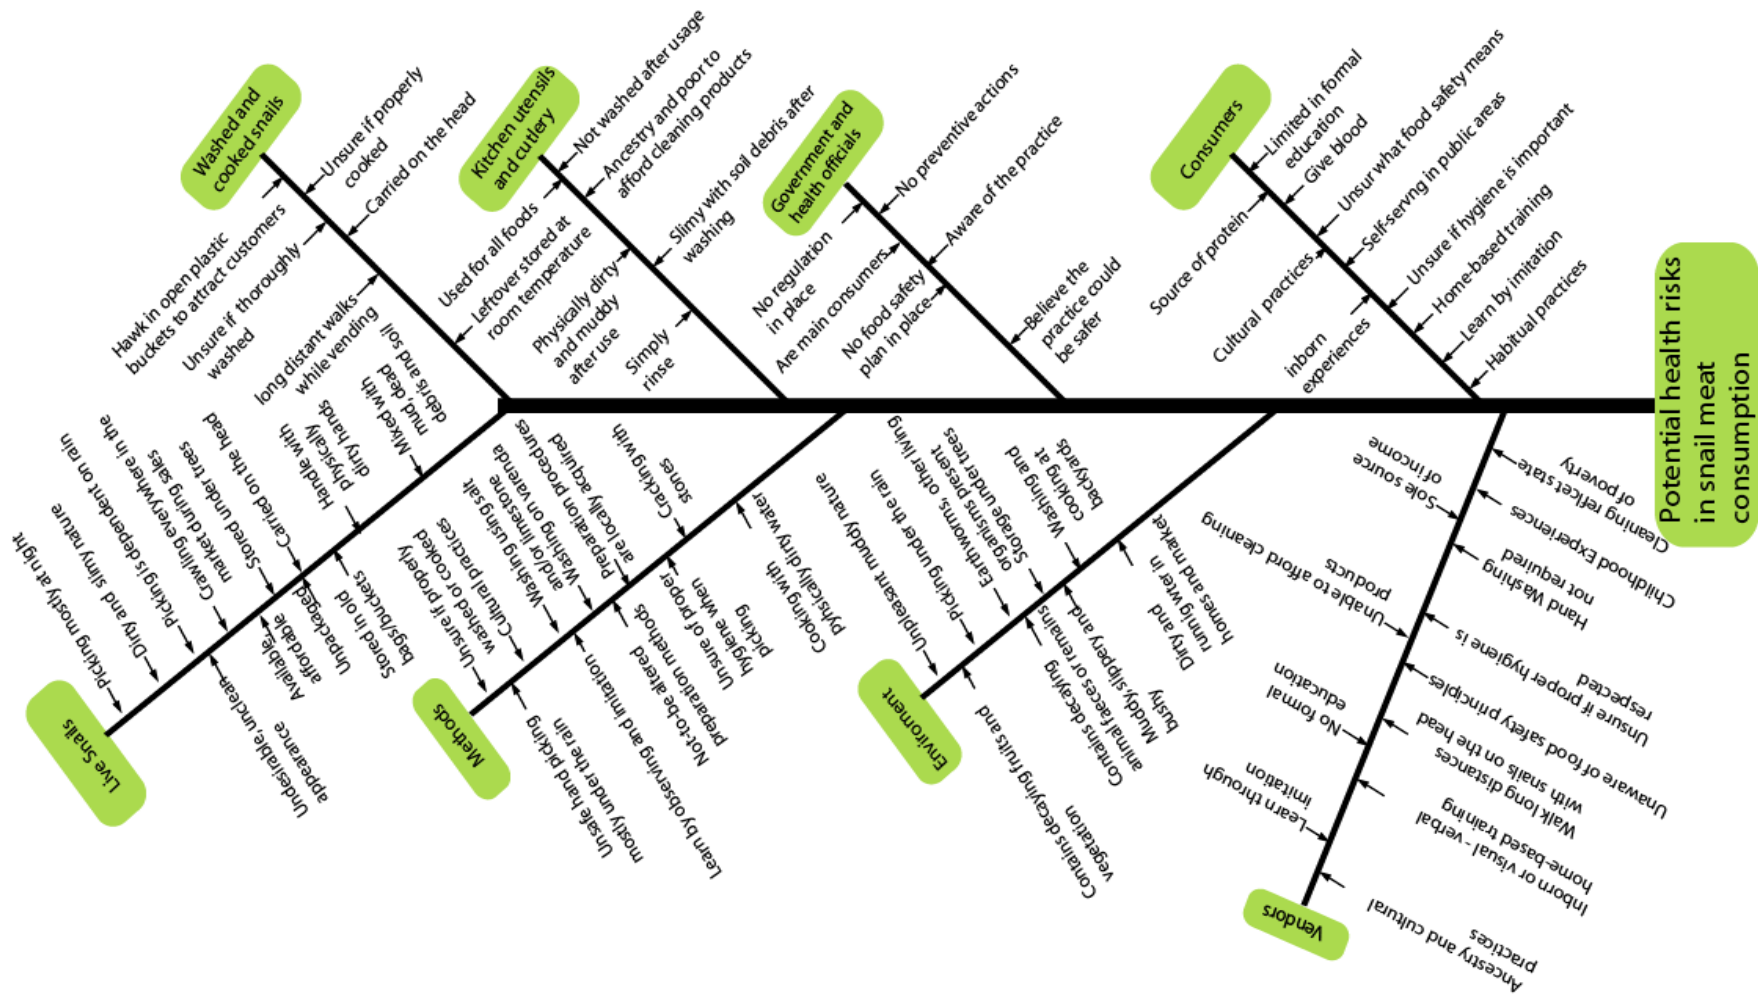 Washed and
cooked snails
Unsure if properly
cooked
Carried on the head
Hawk in open plastic
buckets to attract customers
Unsure if thoroughly
washed
long distant walks
while vending
Leftover stored at
room temperature
Kitchen utensils
and cutlery
Not washed after usage
Ancestry and poor to
afford cleaning products
Slimy with soil debris after
washing
Used for all foods
Physically dirty
and muddy
after use
Simply
rinse
Government and
health officials
No preventive actions
Aware of the practice
Believe the
practice could
be safer
No regulation
in place
Are main consumers
No food safety
plan in place
Consumers
Limited in formal
education
Give blood
Unsur what food safety means
Self-servng in public areas
Unsure if hygiene is important
Home-based training
Learn by imitation
Habitual practices
Source of protein
Cultural practices
inborn
experiences
Potential health risks
in snail meat
consumption
Live Snails
Picking mostly at night
Dirty and slimy nature
Picking is dependent on rain
Crawling everywhere in the
market during sales
Stored under trees
Carried on the head
Handle with
physically
dirty hands
Mixed with
mud, dead
debris and soil
Undesirable, unclean
appearance
Available,
affordable
Unpackaged
Stored in old
bags/buckets
Methods
Unsure if properly
washed or cooked
Cultural practices
Washing using salt
and/or limestone
Washing on varenda
Preparation procedures
are locally acquired
Cracking with
stones
Unsafe hand picking
mostly under the rain
Learn by observing and imitation
Not-to-be altered
preparation methods
Unsure of proper
hygiene when
picking
Cooking with
pyhsically dirty water
Enviroment
Unpleasant muddy nature
Picking under the rain
Earthworms, other living
organisms present
Storage under trees
Washing and
cooking at
backyards
Contains decaying fruits and
vegetation
Contains decaying
animal faeces or remains
Muddy, slippery and
bushy
Dirty and
running wter in
homes and market
Vendors
Learn through
imitation
No formal
education
Unable to afford cleaning
products
Sole source
of income
Cleaning reflicet state
of poverty
Childhood Experiences
Hand Washing
not required
Unsure if proper hygiene is
respected
Unaware of food safety principles
Walk long distances
with snails on the head
Inborn or visual - verbal
home-based training
Ancestry and cultural
practices